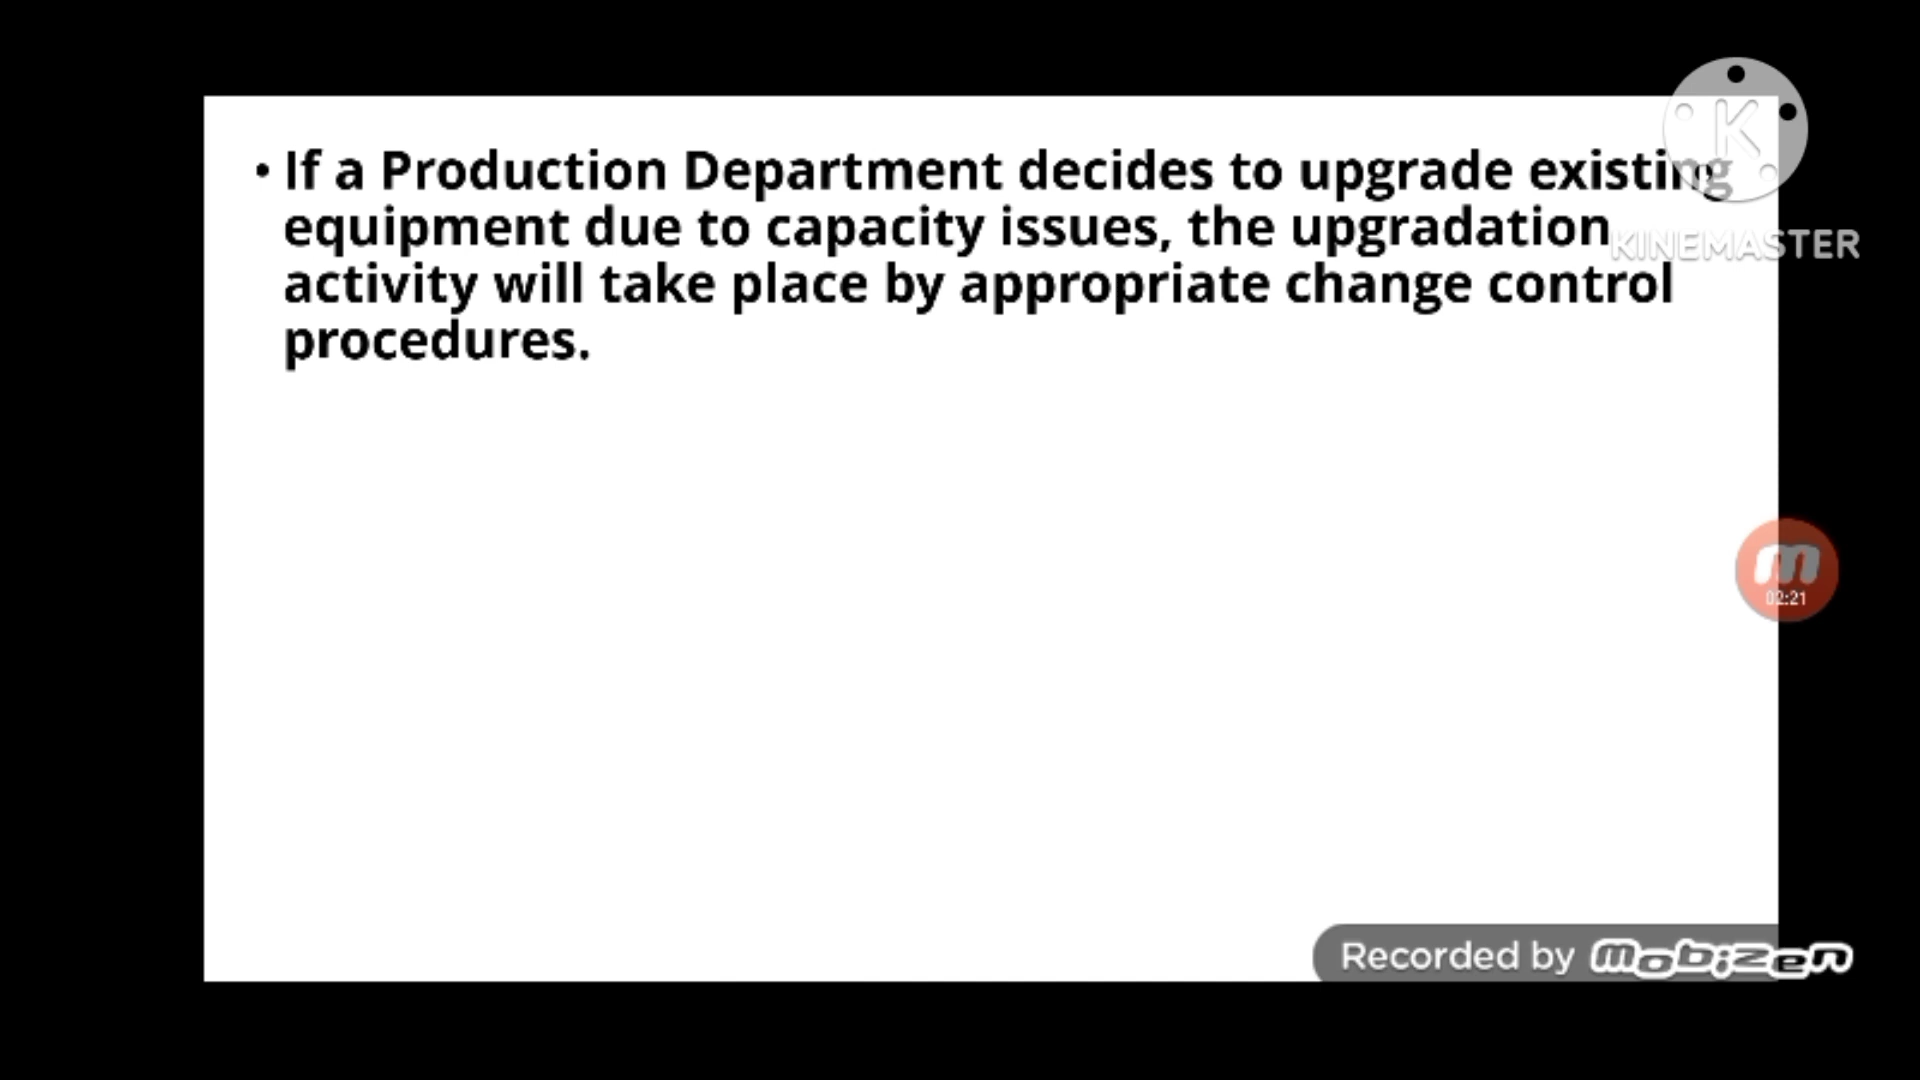 • If a Production Department decides to upgrade existing
equipment due to capacity issues, the upgradation
activity will take place by appropriate change control
procedures.
K
KINEMASTER
m
02:21
Recorded by mobizen